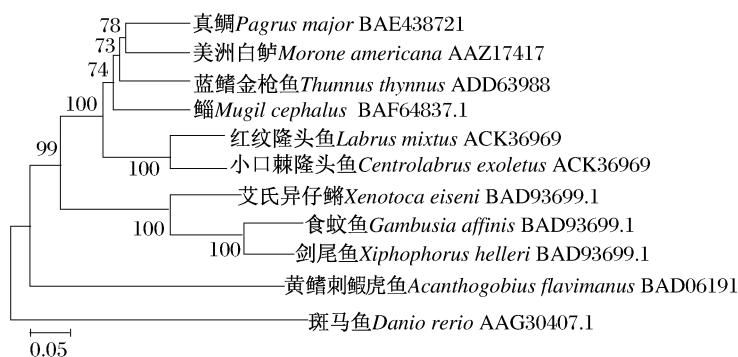 78
真鲷Pagrus major BAE438721
73
美洲白鲈Morone americana AAZ17417
74
蓝鳍金枪鱼Thunnus thynnus ADD63988
100
鲻Mugil cephalus BAF64837.1
红纹隆头鱼Labrus mixtus ACK36969
99
100
小口棘隆头鱼Centrolabrus exoletus ACK36969
艾氏异仔鳉Xenotoca eiseni BAD93699.1
100
食蚊鱼Gambusia affinis BAD93699.1
100
剑尾鱼Xiphophorus helleri BAD93699.1
黄鳍刺鰕虎鱼Acanthogobius flavimanus BAD06191
斑马鱼Danio rerio AAG30407.1
0.05